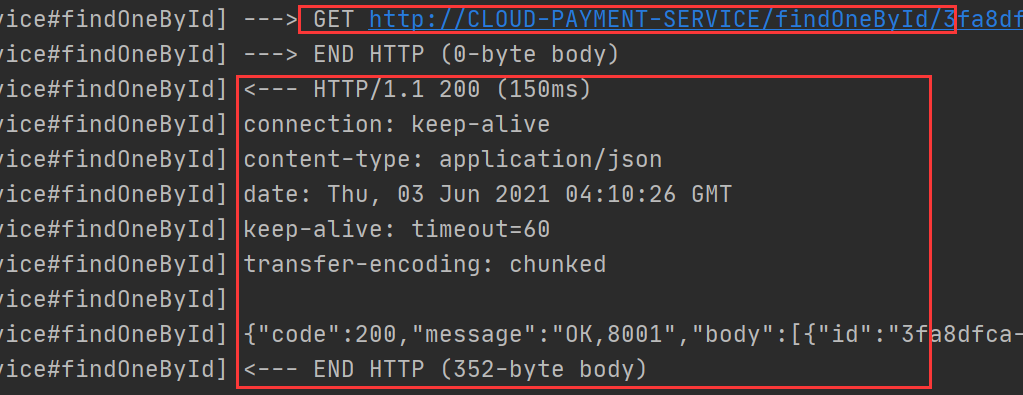 vice#findOneById] ---> GET http://CLOUD-PAYMENT-SERVICE/findOneById/3fa8df
vice#findOneById] ---> END HTTP (0-byte body)
vice#findOneById] <--- HTTP/1.1 200 (150ms)
vice#findOneById] connection: keep-alive
vice#findOneById] content-type: application/json
vice#findOneById] date: Thu, 03 Jun 2021 04:10:26 GMT
vice#findOneById] keep-alive: timeout=60
vice#findOneById] transfer-encoding: chunked
vice#findOneById]
vice#findOneById] {"code":200,"message":"OK,8001","body":[{"id":"3fa8dfca-
vice#findOneById] <--- END HTTP (352-byte body)